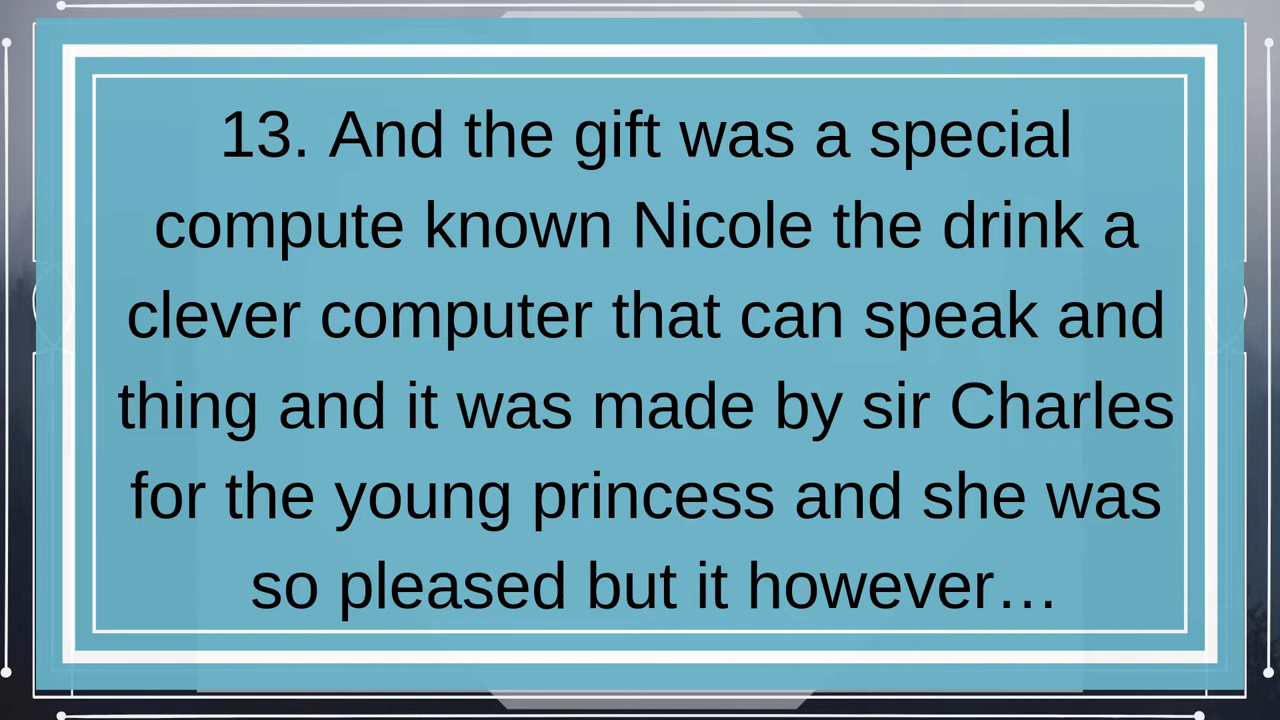 13. And the gift was a special
compute known Nicole the drink a
clever computer that can speak and
thing and it was made by sir Charles
for the young princess and she was
so pleased but it however…